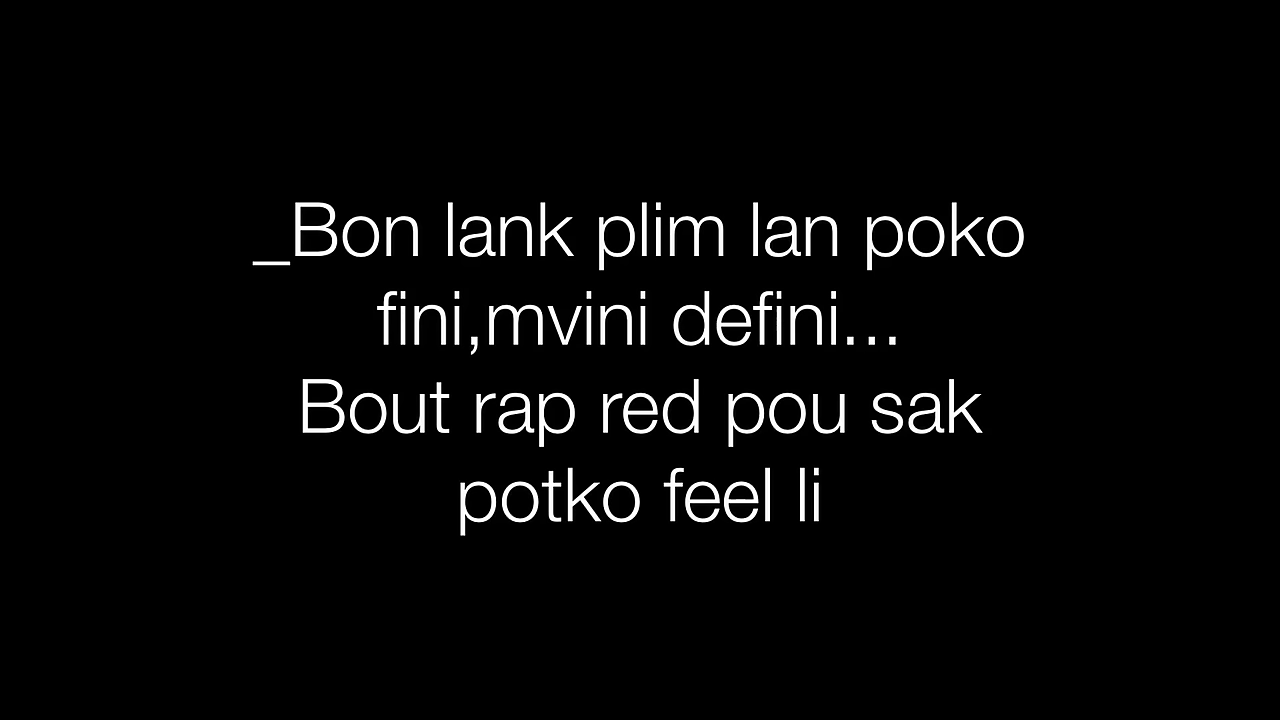 _Bon lank plim lan poko
fini,mvini defini...
Bout rap red pou sak
potko feel li